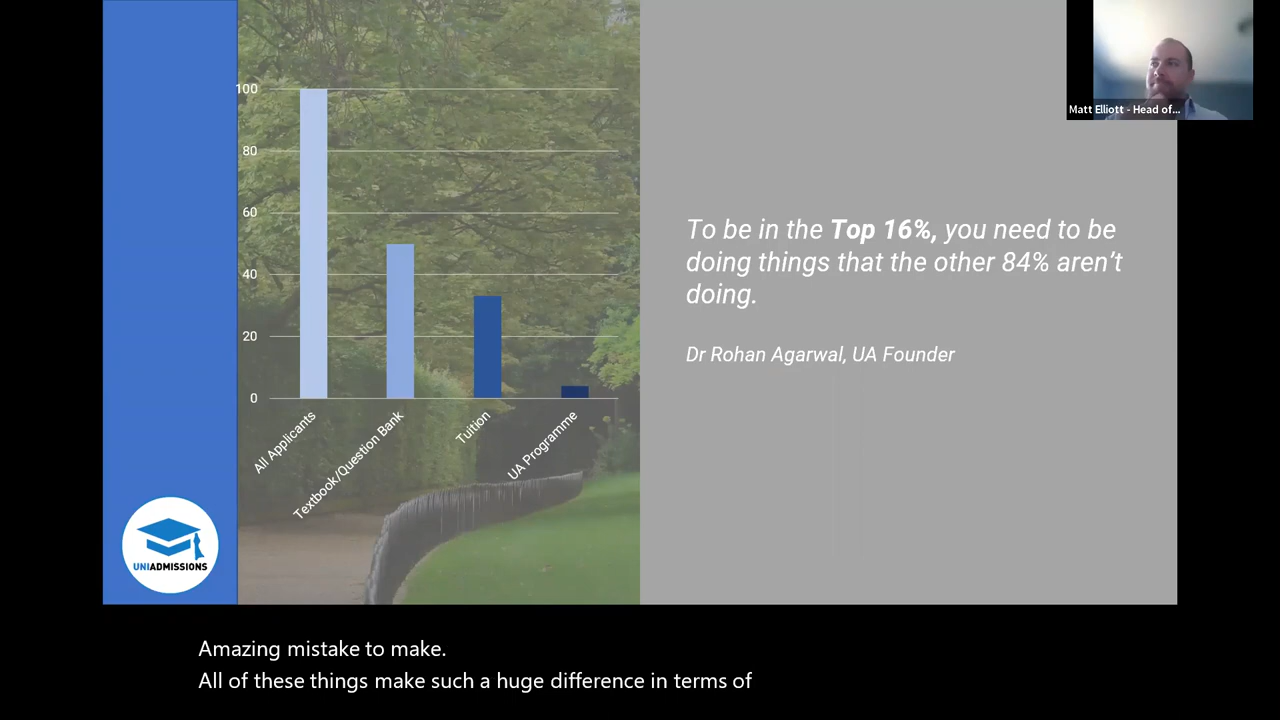 100
80
60
40
20
0
All Applicants
Textbook/Question Bank
Tuition
UA Programme
UNIADMISSIONS
To be in the Top 16%, you need to be
doing things that the other 84% aren't
doing.
Dr Rohan Agarwal, UA Founder
Matt Elliott - Head of...
Amazing mistake to make.
All of these things make such a huge difference in terms of